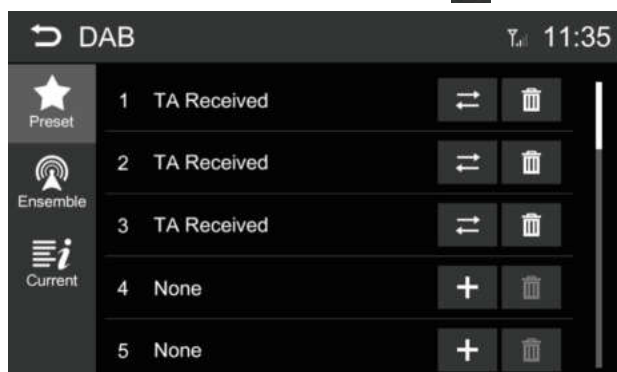 DAB 11:35
Preset
1 TA Received
2 TA Received
Ensemble
3 TA Received
Current
4 None
5 None